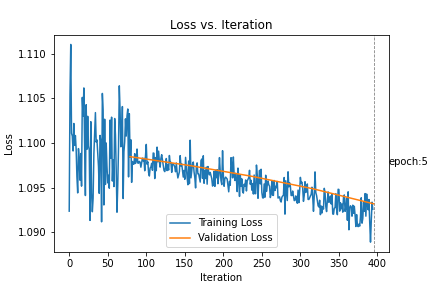 Loss vs. Iteration
1.110
1.105
1.100
1.095
1.090
Loss
epoch:5
Training Loss
Validation Loss
0 50 100 150 200 250 300 350 400
Iteration